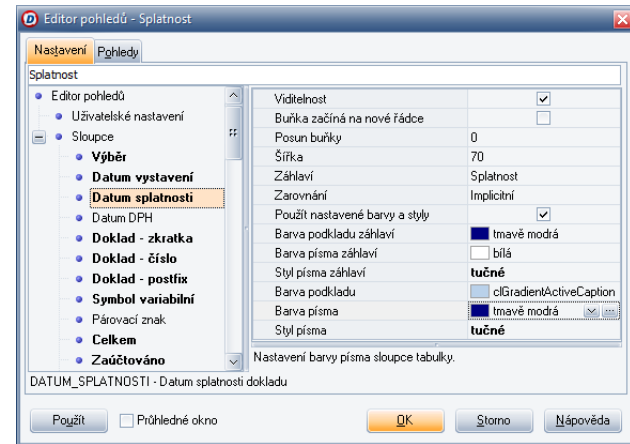 Editor pohledů - Splatnost
Nastavení Pohledy
Splatnost
Editor pohledů
Uživatelské nastavení
Sloupce
Výběr
Datum vystavení
Datum splatnosti
Datum DPH
Doklad - zkratka
Doklad - číslo
Doklad - postfix
Symbol variabilní
Párovací znak
Celkem
Zaúčtováno
Viditelnost
Buňka začíná na nové řádce
Posun buňky 0
Šířka 70
Záhlaví Splatnost
Zarovnání Implicitní
Použít nastavené barvy a styly
Barva podkladu záhlaví tmavě modrá
Barva písma záhlaví bílá
Styl písma záhlaví tučné
Barva podkladu clGradientActiveCaption
Barva písma tmavě modrá
Styl písma tučné
Nastavení barvy písma sloupce tabulky.
DATUM_SPLATNOSTI - Datum splatnosti dokladu
Použít Průhledné okno OK Storno Nápověda